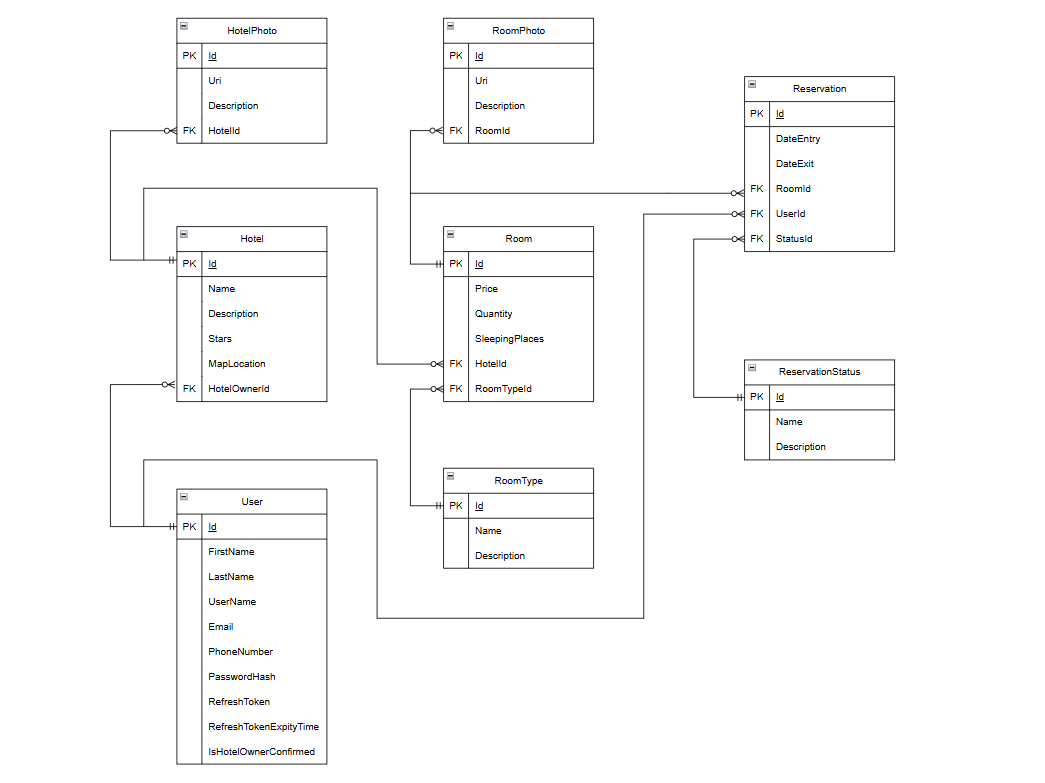 HotelPhoto
PK Id
Uri
Description
FK HotelId
RoomPhoto
PK Id
Uri
Description
FK RoomId
Reservation
PK Id
DateEntry
DateExit
FK RoomId
FK UserId
FK StatusId
Hotel
PK Id
Name
Description
Stars
MapLocation
FK HotelOwnerId
Room
PK Id
Price
Quantity
SleepingPlaces
FK HotelId
FK RoomTypeId
ReservationStatus
PK Id
Name
Description
User
PK Id
FirstName
LastName
UserName
Email
PhoneNumber
PasswordHash
RefreshToken
RefreshTokenExpityTime
IsHotelOwnerConfirmed
RoomType
PK Id
Name
Description